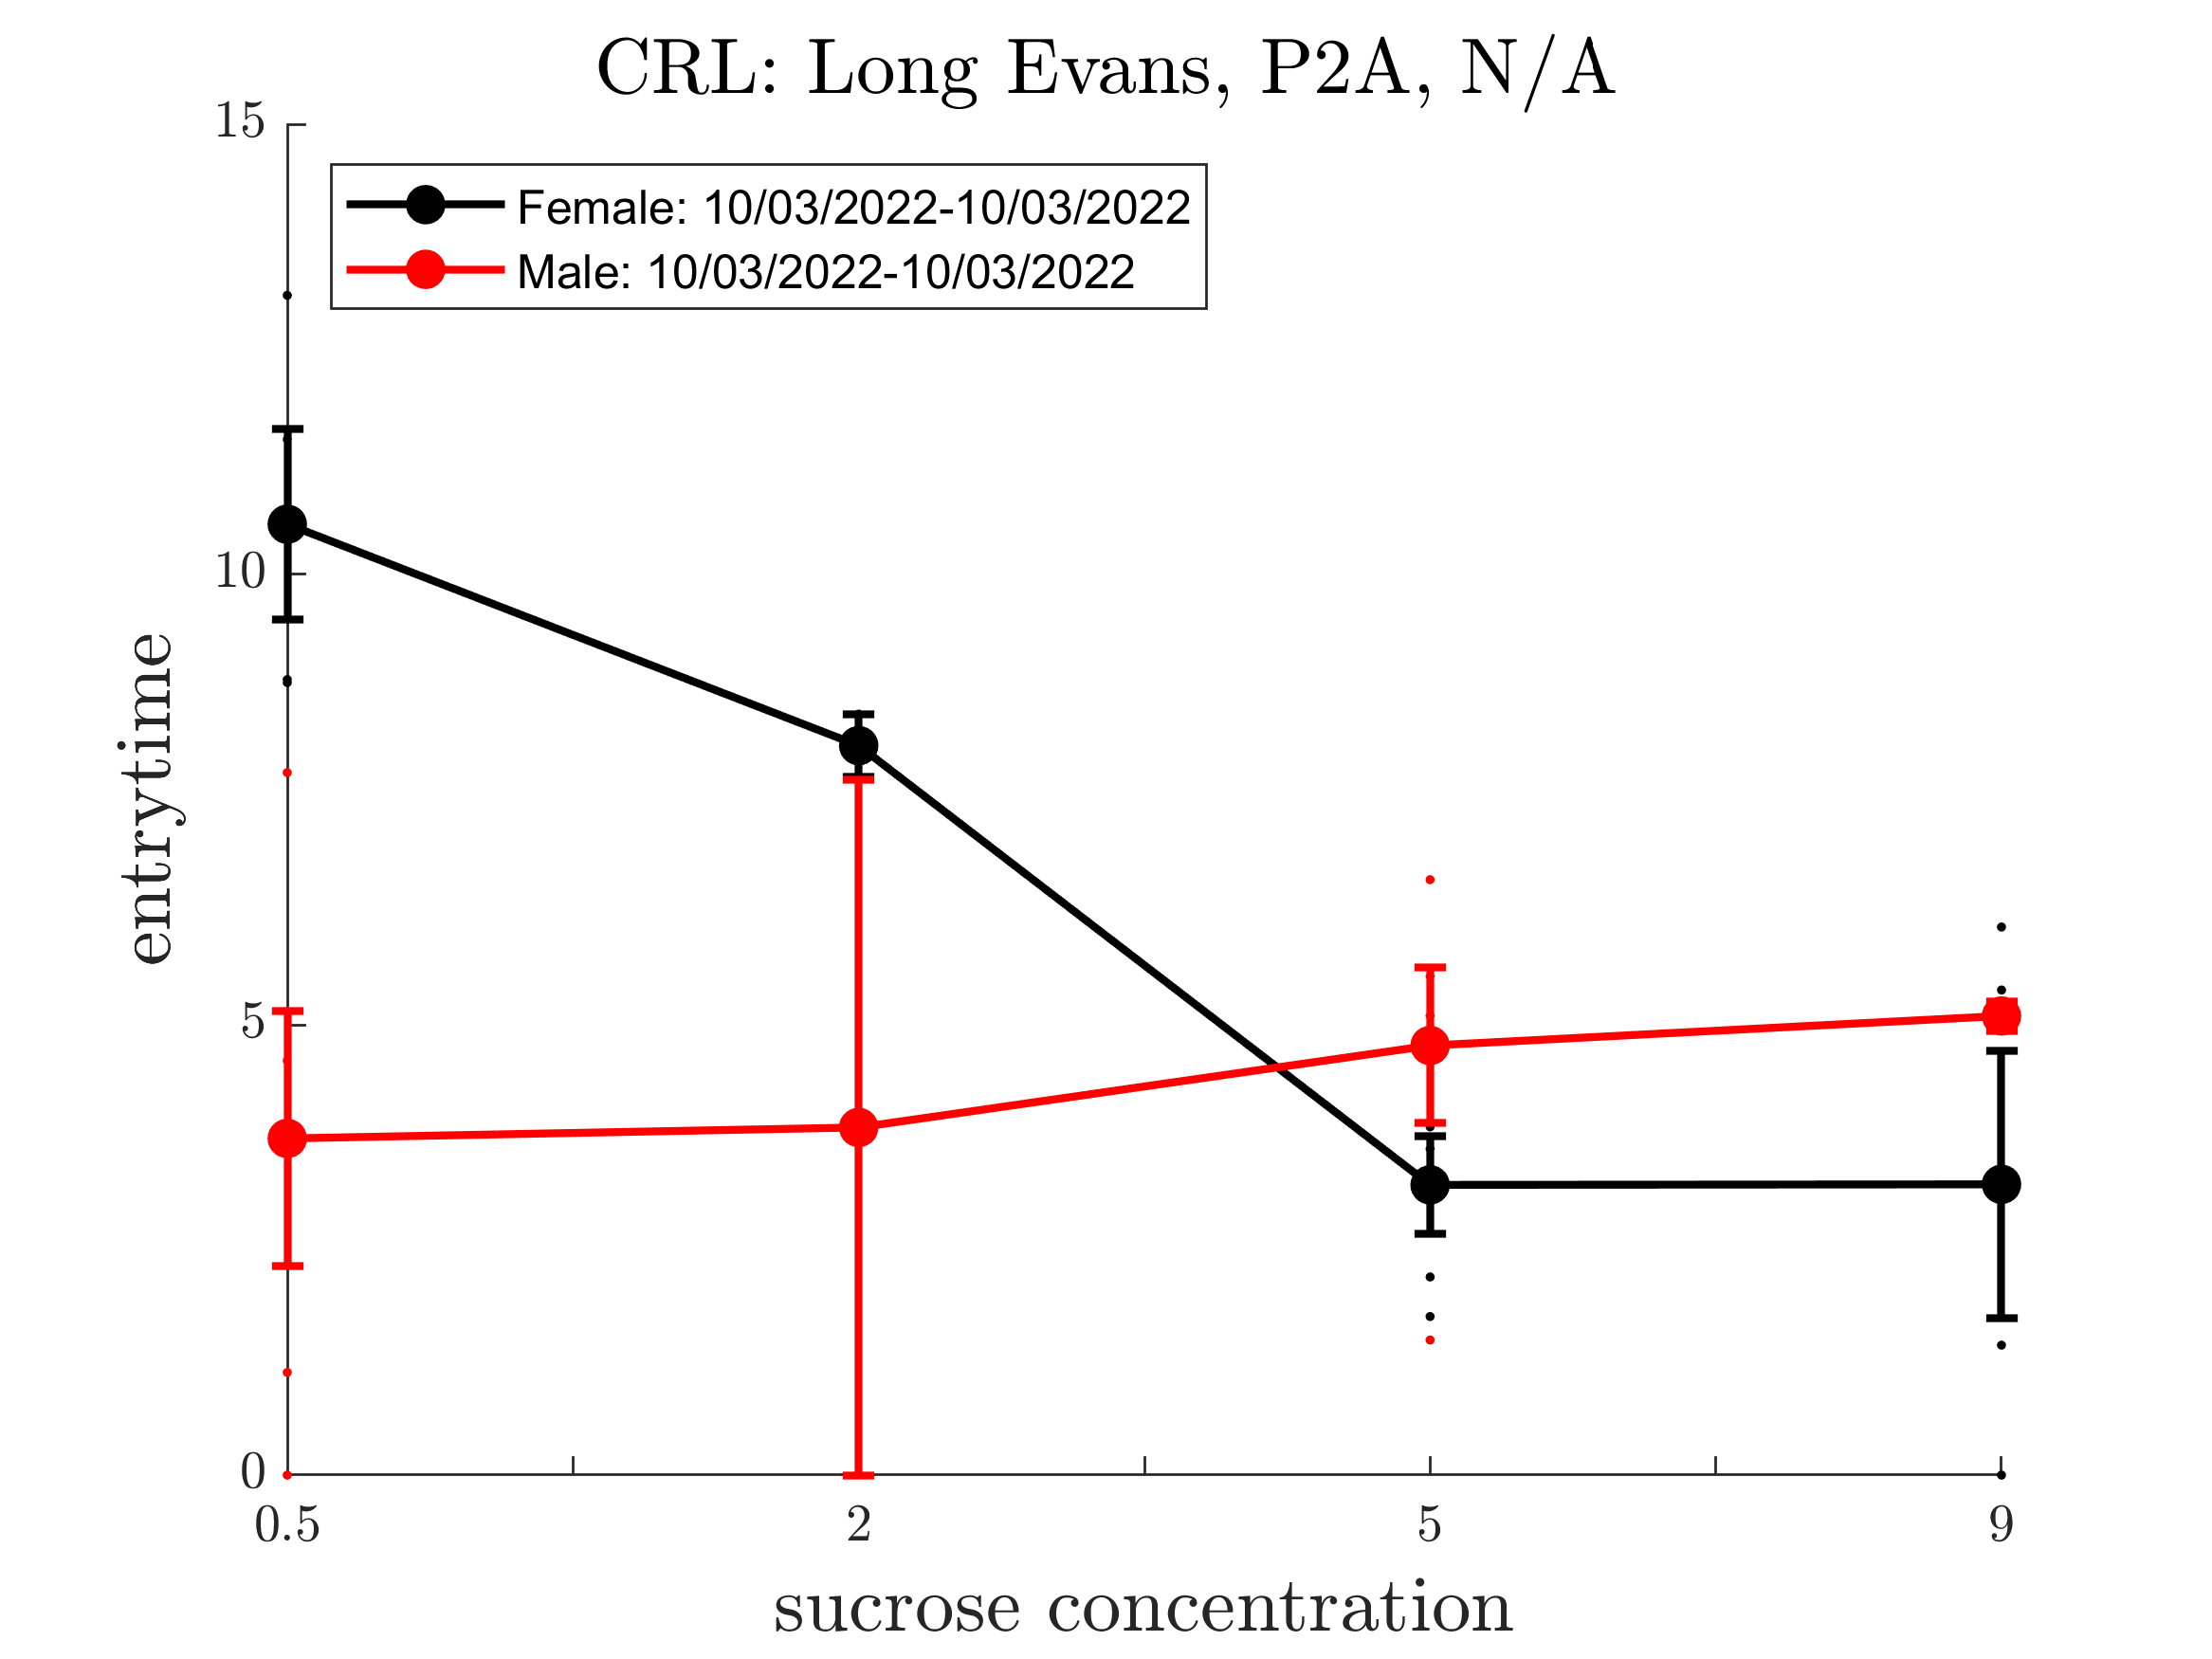 CRL: Long Evans, P2A, N/A
15
Female: 10/03/2022-10/03/2022
Male: 10/03/2022-10/03/2022
10
entrytime
5
0
0.5 2 5 9
sucrose concentration